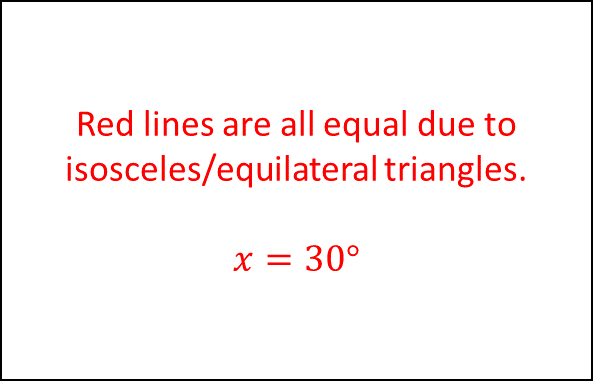 Red lines are all equal due to
isosceles/equilateral triangles.
x = 30°